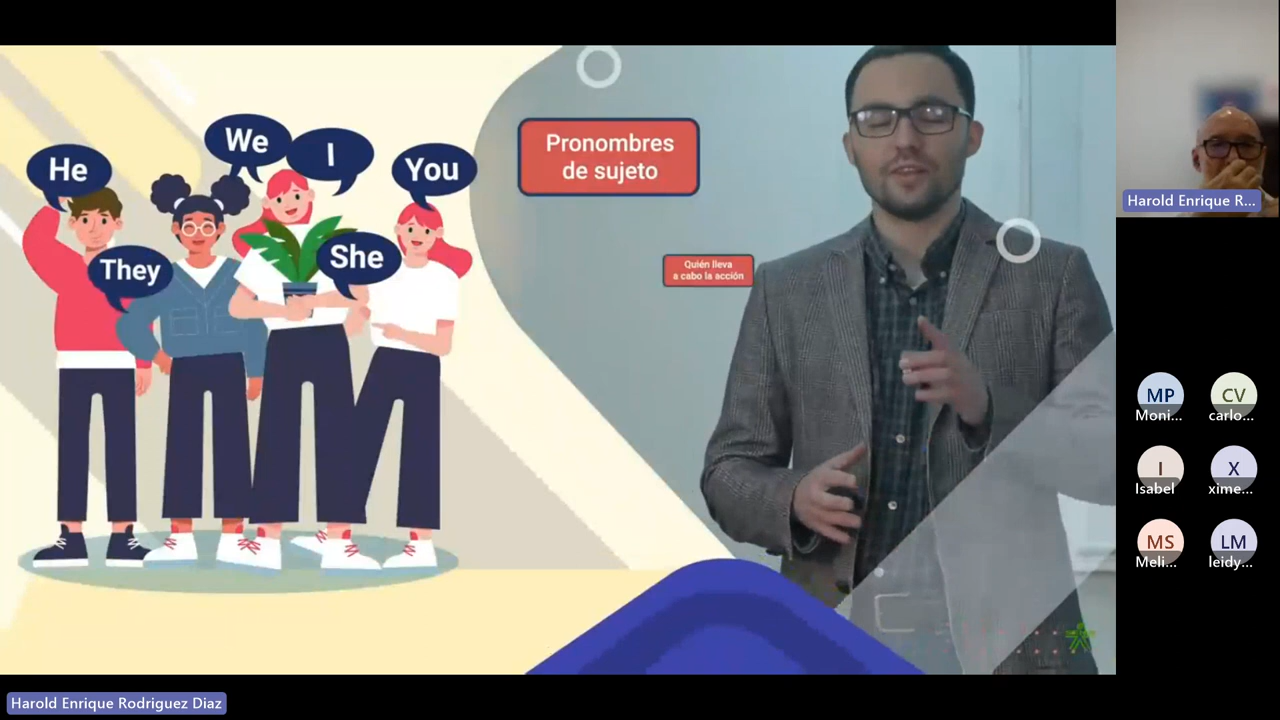 He
We
I
You
They
She
Pronombres
de sujeto
Quién lleva
a cabo la acción
Harold Enrique R...
MP
Moni...
CV
carlo...
I
Isabel
X
xime...
MS
Meli...
LM
leidy...
Harold Enrique Rodriguez Diaz